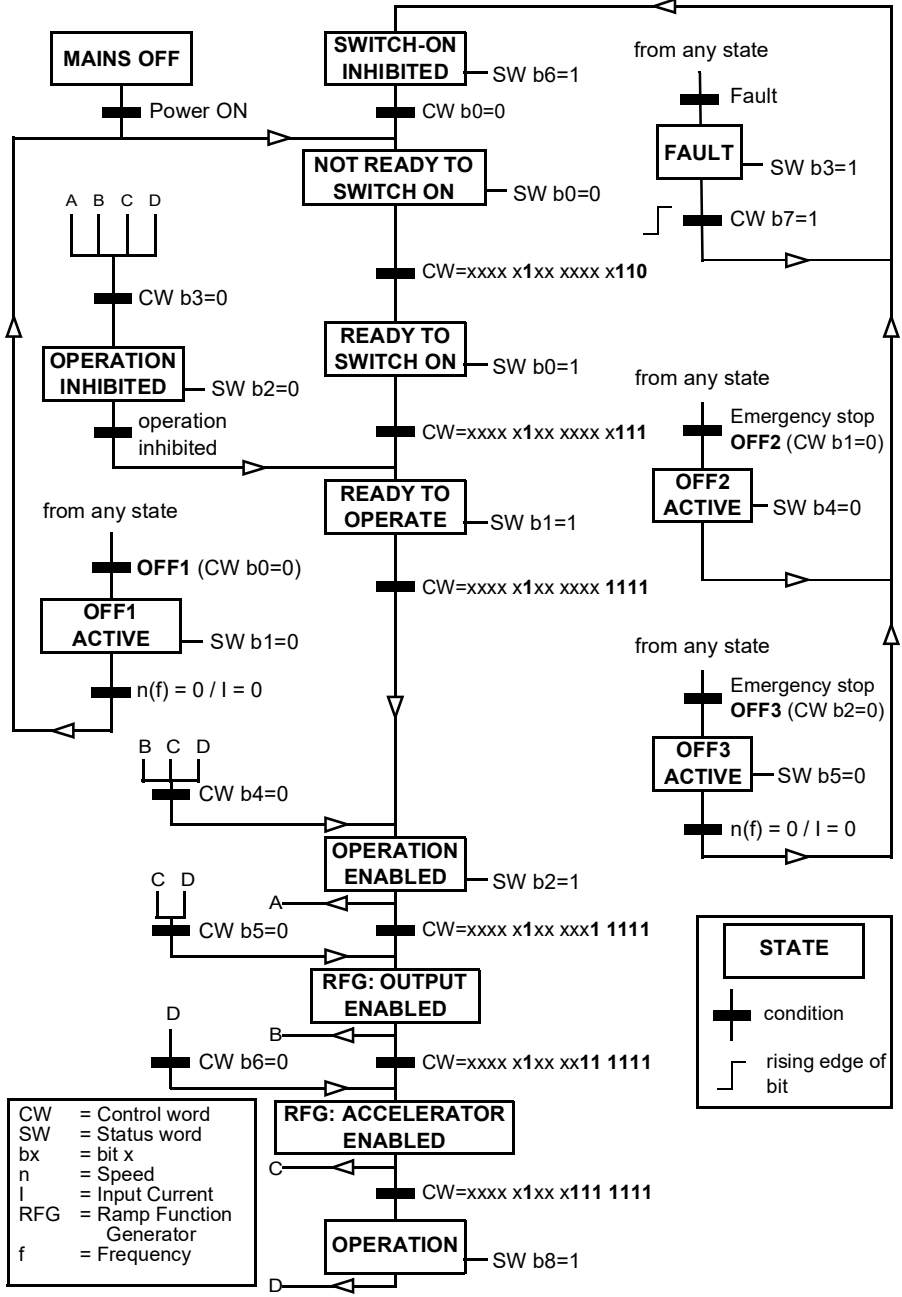 MAINS OFF
Power ON
SWITCH-ON
INHIBITED
SW b6=1
CW b0=0
from any state
Fault
FAULT
SW b3=1
CW b7=1
NOT READY TO
SWITCH ON
SW b0=0
A B C D
CW b3=0
CW=xxxx x1xx xxxx x110
OPERATION
INHIBITED
SW b2=0
operation
inhibited
READY TO
SWITCH ON
SW b0=1
CW=xxxx x1xx xxxx x111
from any state
Emergency stop
OFF2 (CW b1=0)
OFF2
ACTIVE
SW b4=0
READY TO
OPERATE
SW b1=1
from any state
OFF1 (CW b0=0)
OFF1
ACTIVE
SW b1=0
n(f) = 0 / I = 0
CW=xxxx x1xx xxxx 1111
from any state
Emergency stop
OFF3 (CW b2=0)
OFF3
ACTIVE
SW b5=0
n(f) = 0 / I = 0
B C D
CW b4=0
OPERATION
ENABLED
SW b2=1
A
C D
CW b5=0
CW=xxxx x1xx xxx1 1111
RFG: OUTPUT
ENABLED
B
D
CW b6=0
CW=xxxx x1xx xx11 1111
RFG: ACCELERATOR
ENABLED
C
CW=xxxx x1xx x111 1111
OPERATION
SW b8=1
D
STATE
condition
rising edge of
bit
CW = Control word
SW = Status word
bx = bit x
n = Speed
I = Input Current
RFG = Ramp Function
Generator
f = Frequency